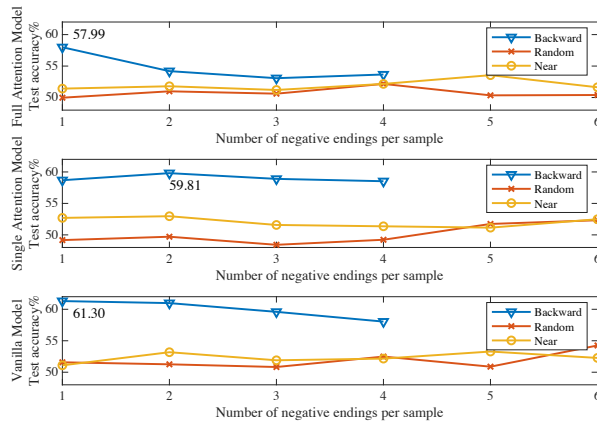 Full Attention Model
Test accuracy%
60
55
50
57.99
Backward
Random
Near
1 2 3 4 5 6
Number of negative endings per sample
Single Attention Model
Test accuracy%
60
55
50
59.81
Backward
Random
Near
1 2 3 4 5 6
Number of negative endings per sample
Vanilla Model
Test accuracy%
60
55
50
61.30
Backward
Random
Near
1 2 3 4 5 6
Number of negative endings per sample